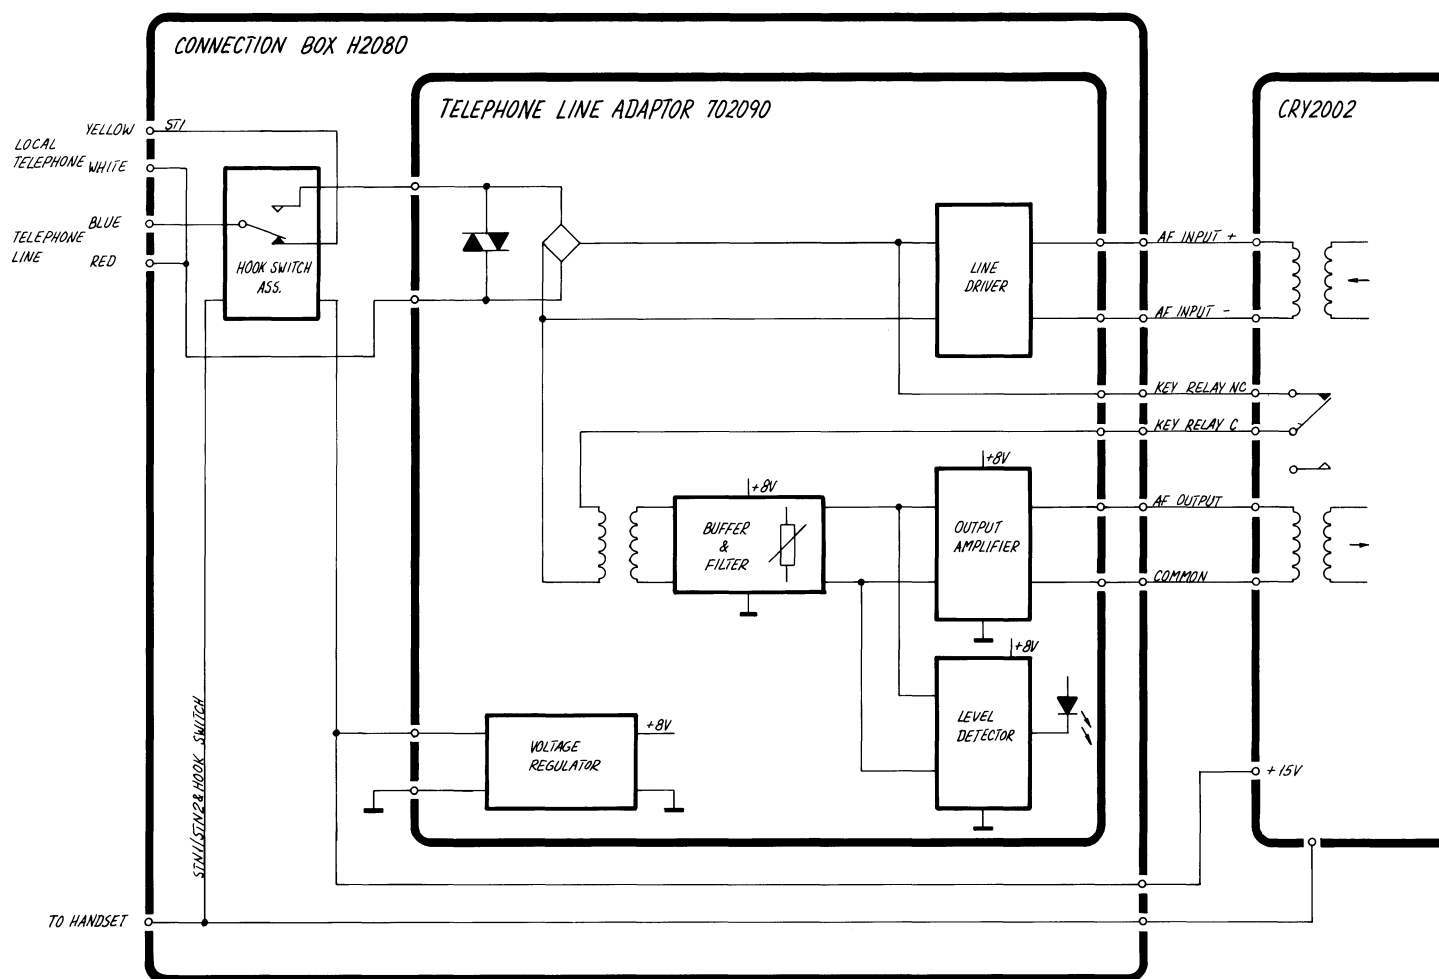 CONNECTION BOX H2080
TELEPHONE LINE ADAPTOR 702090
CRY2002
YELLOW
ST1
LOCAL
TELEPHONE
WHITE
BLUE
TELEPHONE
LINE
RED
HOOK SWITCH
ASS.
LINE
DRIVER
AF INPUT +
AF INPUT -
KEY RELAY NC
KEY RELAY C
+8V
+8V
BUFFER
&
FILTER
OUTPUT
AMPLIFIER
AF OUTPUT
COMMON
+8V
LEVEL
DETECTOR
VOLTAGE
REGULATOR
+8V
+15V
STN1/STN2 & HOOK SWITCH
TO HANDSET